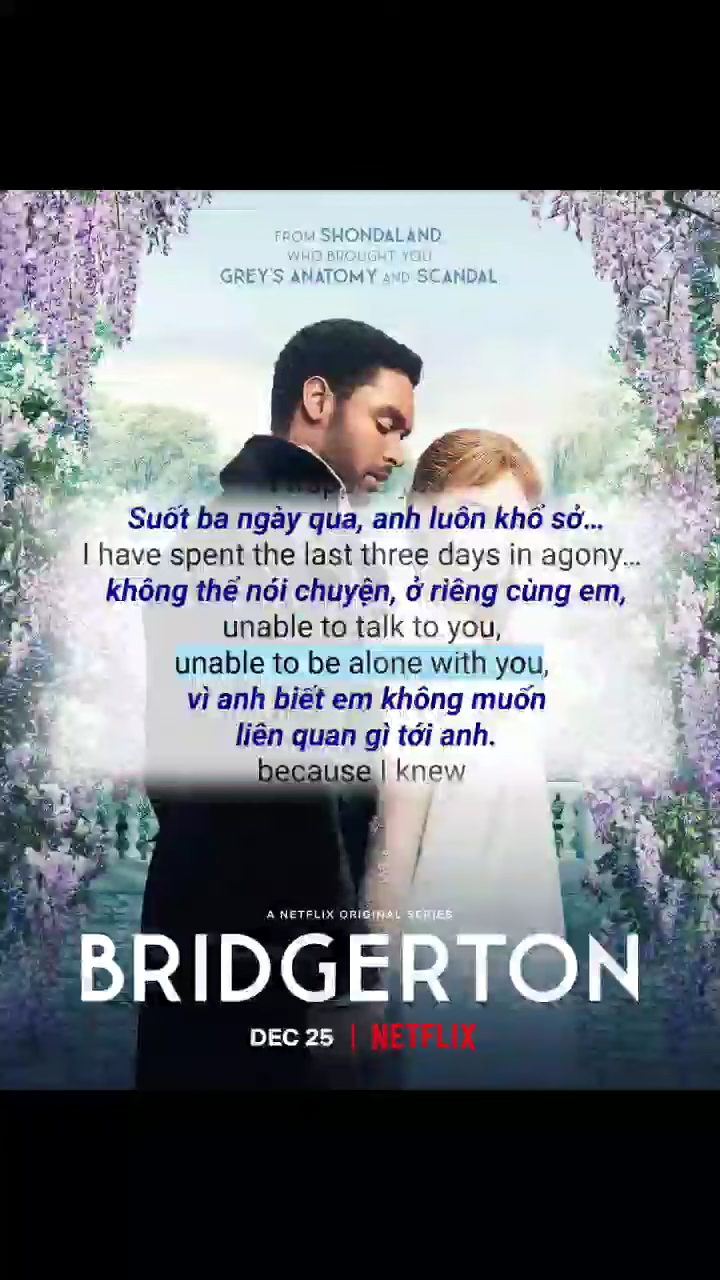 FROM SHONDALAND
WHO BROUGHT YOU
GREY'S ANATOMY AND SCANDAL
Suốt ba ngày qua, anh luôn khổ sở...
I have spent the last three days in agony...
không thể nói chuyện, ở riêng cùng em,
unable to talk to you,
unable to be alone with you,
vì anh biết em không muốn
liên quan gì tới anh.
because I knew
A NETFLIX ORIGINAL SERIES
BRIDGERTON
DEC 25 | NETFLIX